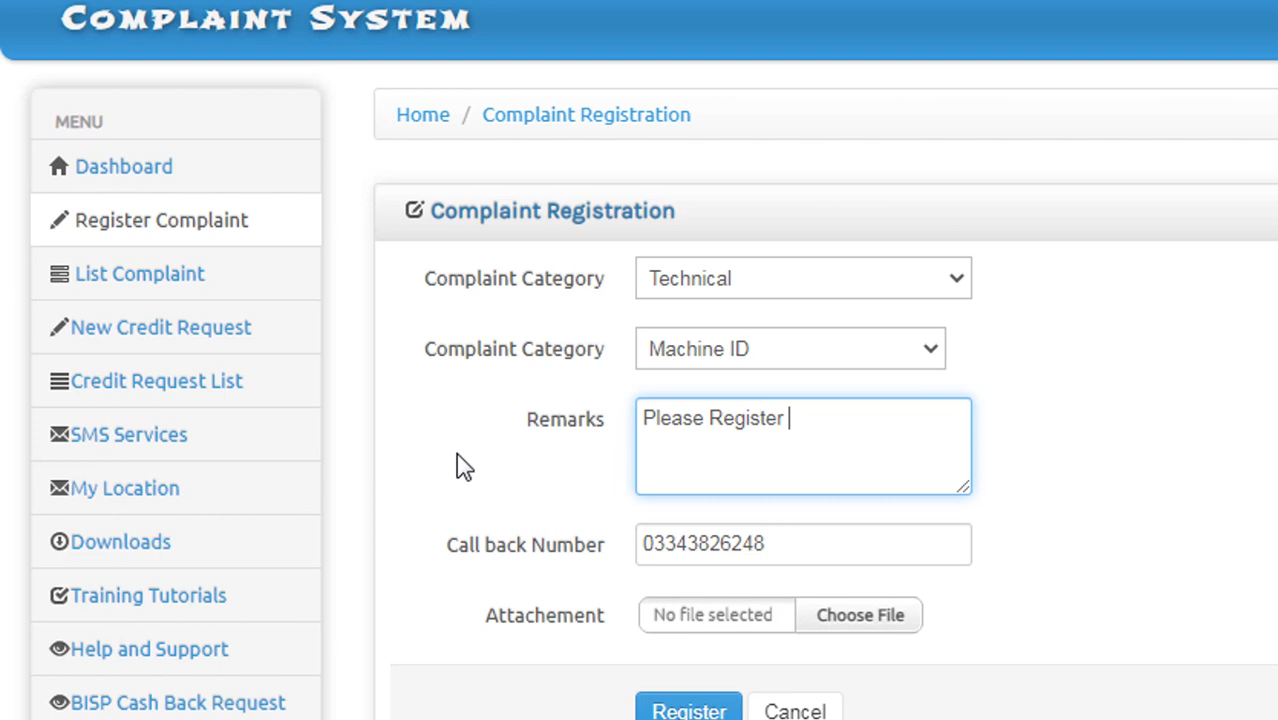 Complaint System
MENU
Dashboard
Register Complaint
List Complaint
New Credit Request
Credit Request List
SMS Services
My Location
Downloads
Training Tutorials
Help and Support
BISP Cash Back Request
Home / Complaint Registration
Complaint Registration
Complaint Category Technical
Complaint Category Machine ID
Remarks Please Register
Call back Number 03343826248
Attachement No file selected Choose File
Register Cancel